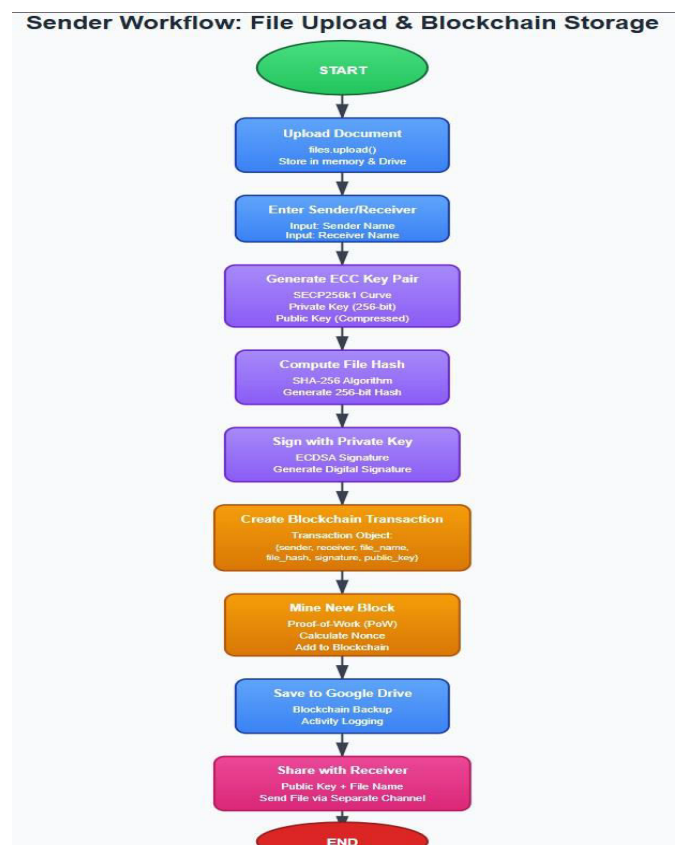 Sender Workflow: File Upload & Blockchain Storage
START
Upload Document
files.upload()
Store in memory & Drive
Enter Sender/Receiver
Input: Sender Name
Input: Receiver Name
Generate ECC Key Pair
SECP256k1 Curve
Private Key (256-bit)
Public Key (Compressed)
Compute File Hash
SHA-256 Algorithm
Generate 256-bit Hash
Sign with Private Key
ECDSA Signature
Generate Digital Signature
Create Blockchain Transaction
Transaction Object:
{sender, receiver, file_name,
file_hash, signature, public_key}
Mine New Block
Proof-of-Work (PoW)
Calculate Nonce
Add to Blockchain
Save to Google Drive
Blockchain Backup
Activity Logging
Share with Receiver
Public Key + File Name
Send File via Separate Channel
END